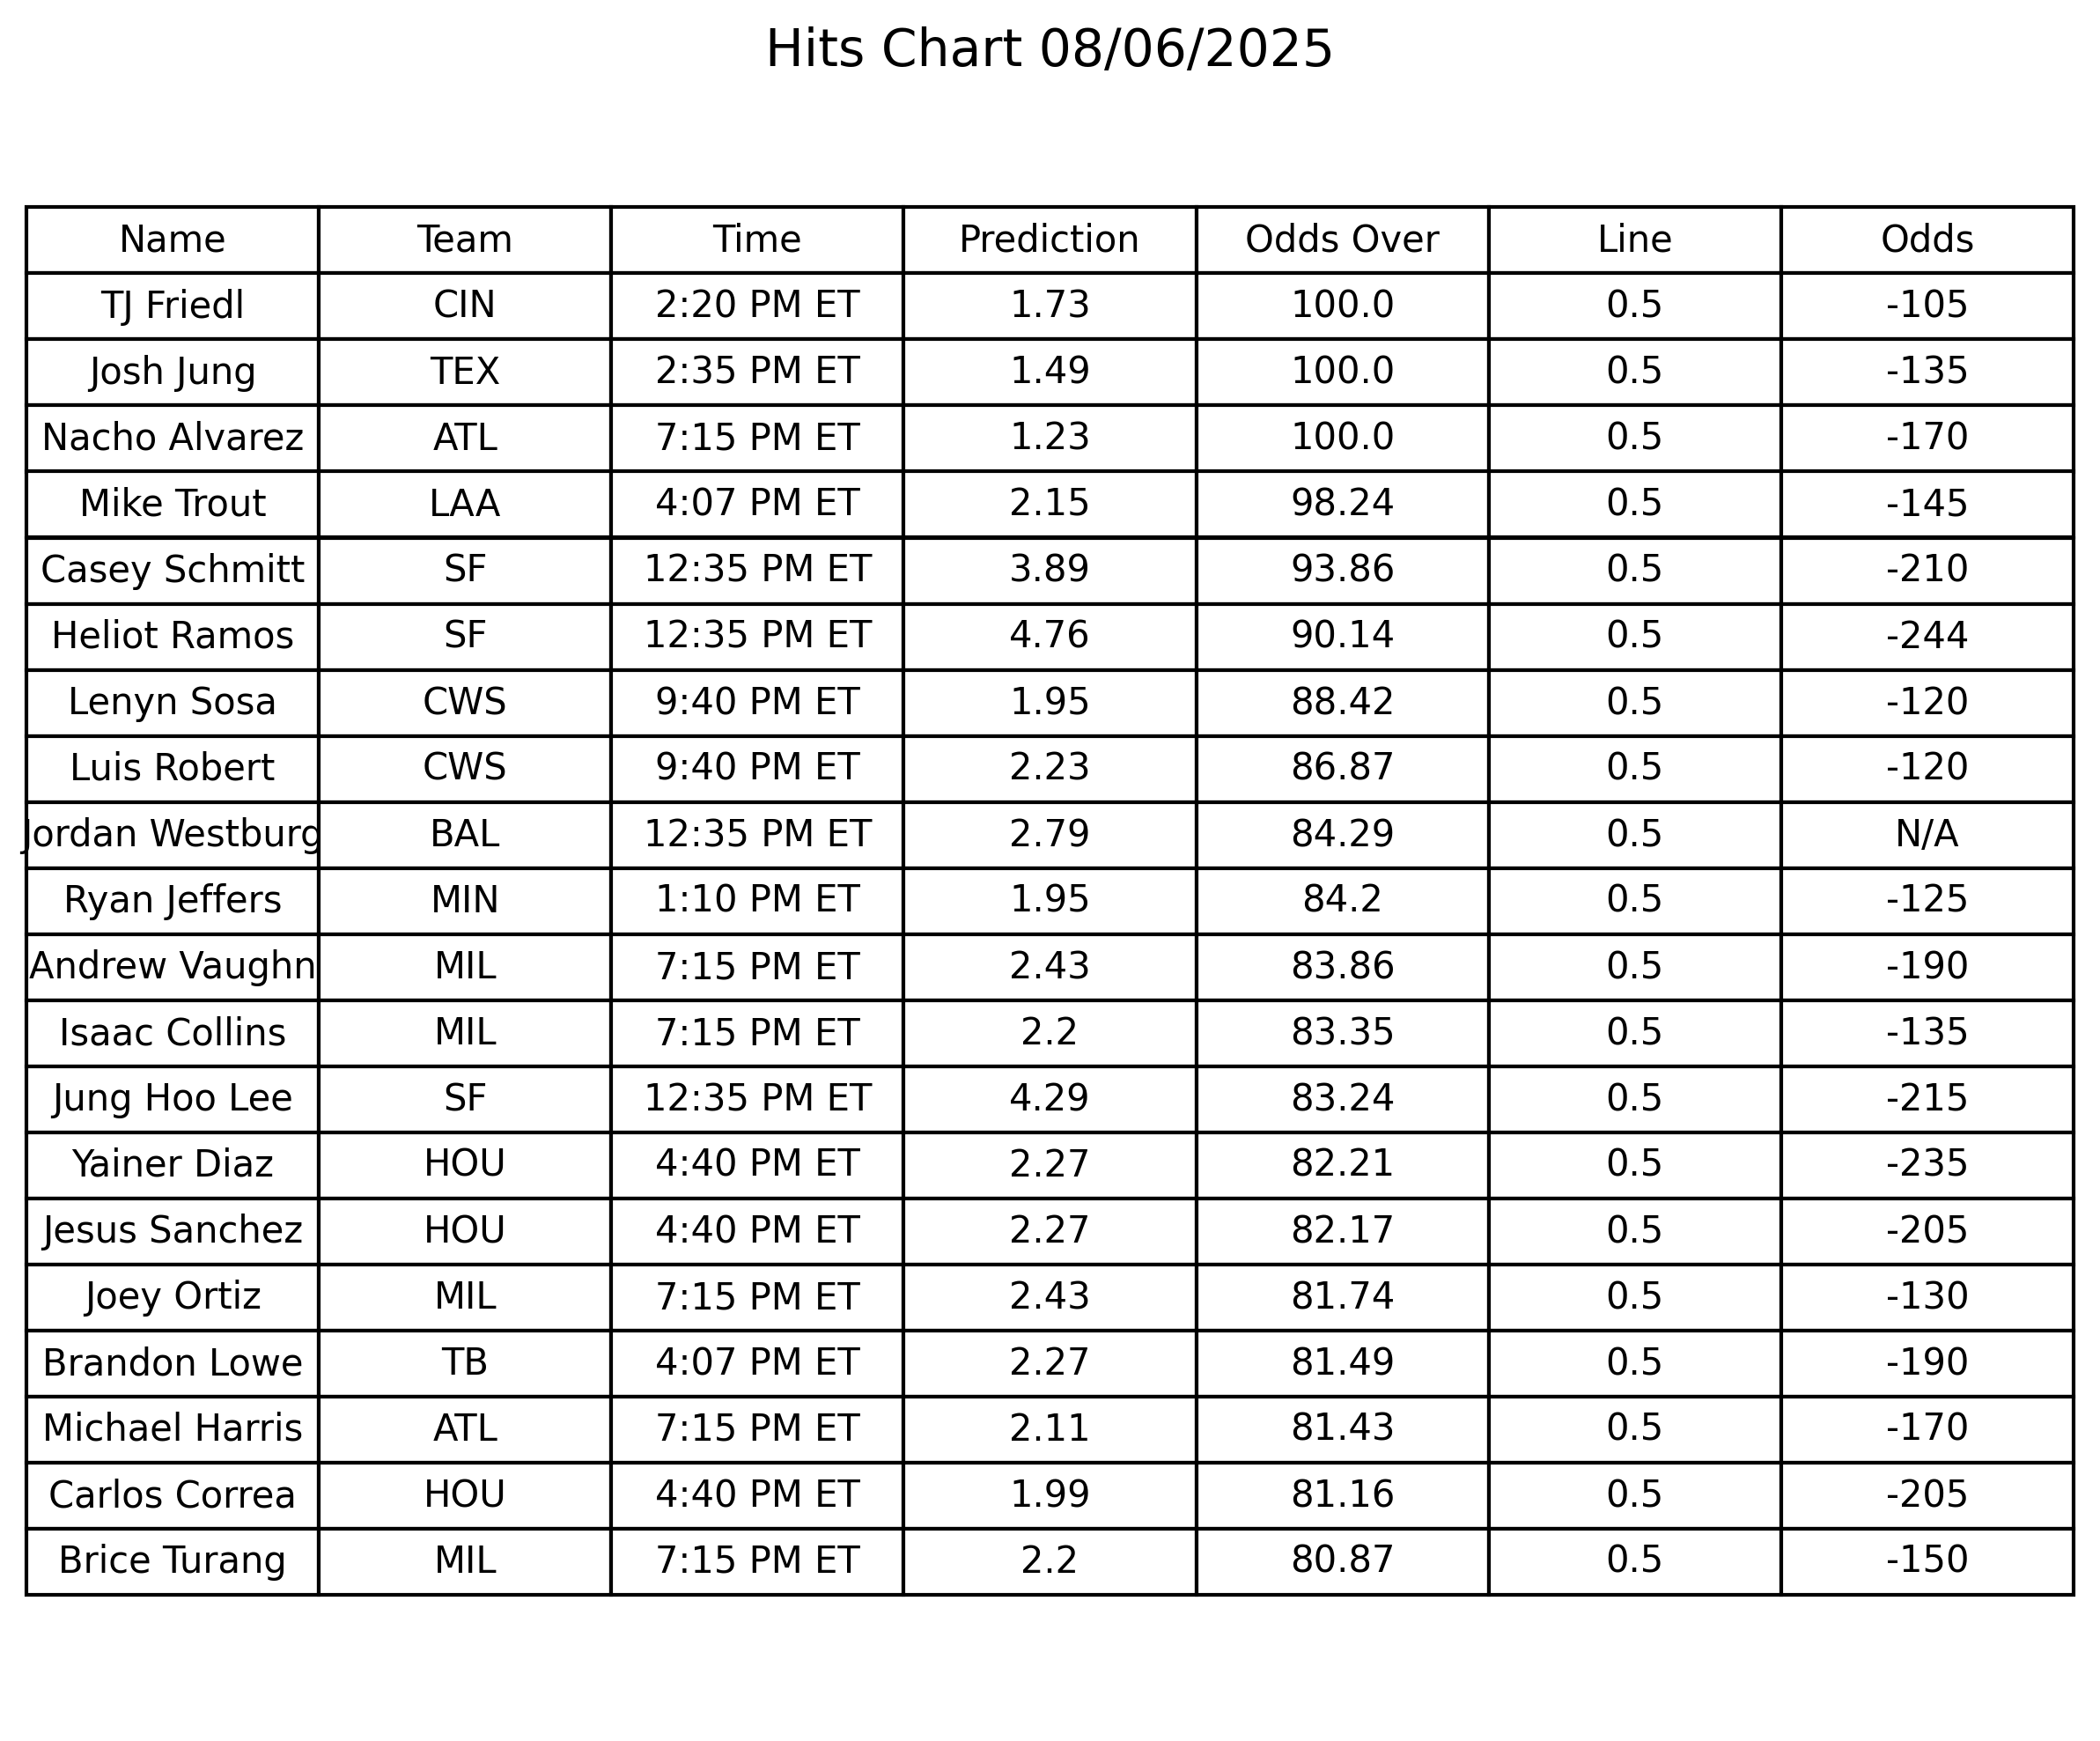 Hits Chart 08/06/2025
Name Team Time Prediction Odds Over Line Odds
TJ Friedl CIN 2:20 PM ET 1.73 100.0 0.5 -105
Josh Jung TEX 2:35 PM ET 1.49 100.0 0.5 -135
Nacho Alvarez ATL 7:15 PM ET 1.23 100.0 0.5 -170
Mike Trout LAA 4:07 PM ET 2.15 98.24 0.5 -145
Casey Schmitt SF 12:35 PM ET 3.89 93.86 0.5 -210
Heliot Ramos SF 12:35 PM ET 4.76 90.14 0.5 -244
Lenyn Sosa CWS 9:40 PM ET 1.95 88.42 0.5 -120
Luis Robert CWS 9:40 PM ET 2.23 86.87 0.5 -120
Jordan Westburg BAL 12:35 PM ET 2.79 84.29 0.5 N/A
Ryan Jeffers MIN 1:10 PM ET 1.95 84.2 0.5 -125
Andrew Vaughn MIL 7:15 PM ET 2.43 83.86 0.5 -190
Isaac Collins MIL 7:15 PM ET 2.2 83.35 0.5 -135
Jung Hoo Lee SF 12:35 PM ET 4.29 83.24 0.5 -215
Yainer Diaz HOU 4:40 PM ET 2.27 82.21 0.5 -235
Jesus Sanchez HOU 4:40 PM ET 2.27 82.17 0.5 -205
Joey Ortiz MIL 7:15 PM ET 2.43 81.74 0.5 -130
Brandon Lowe TB 4:07 PM ET 2.27 81.49 0.5 -190
Michael Harris ATL 7:15 PM ET 2.11 81.43 0.5 -170
Carlos Correa HOU 4:40 PM ET 1.99 81.16 0.5 -205
Brice Turang MIL 7:15 PM ET 2.2 80.87 0.5 -150